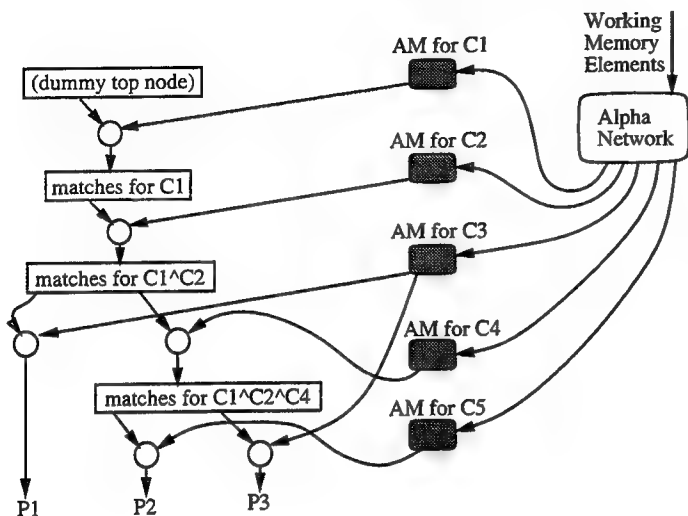 Working
Memory
Elements
AM for C1
(dummy top node)
Alpha
Network
AM for C2
matches for C1
AM for C3
matches for C1^C2
AM for C4
matches for C1^C2^C4
AM for C5
P1
P2
P3